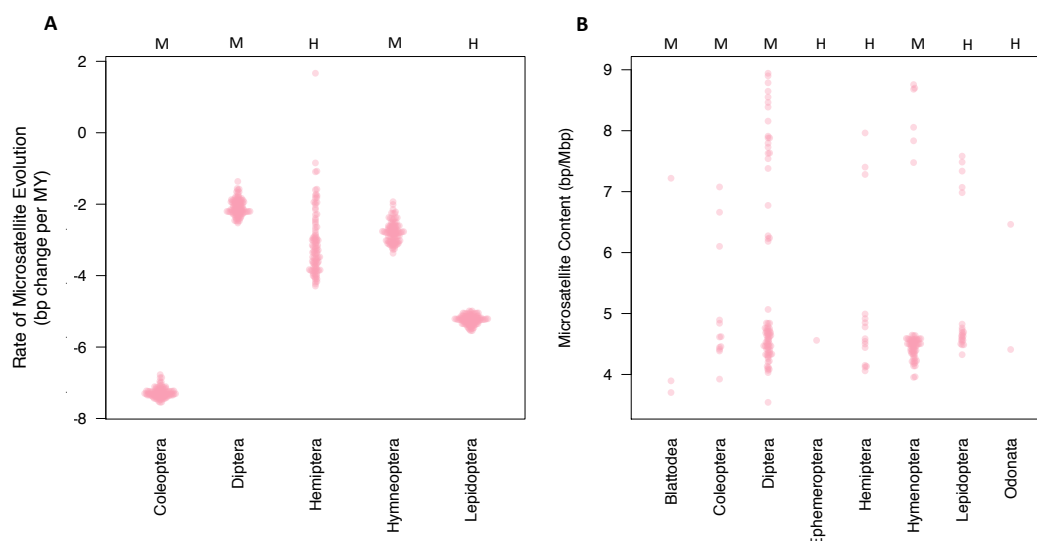 A
M M H M H
Rate of Microsatellite Evolution
(bp change per MY)
2
0
-2
-4
-6
-8
Coleoptera
Diptera
Hemiptera
Hymneoptera
Lepidoptera
B
M M M H H M H H
Microsatellite Content (bp/Mbp)
9
8
7
6
5
4
Blattodea
Coleoptera
Diptera
Ephemeroptera
Hemiptera
Hymenoptera
Lepidoptera
Odonata